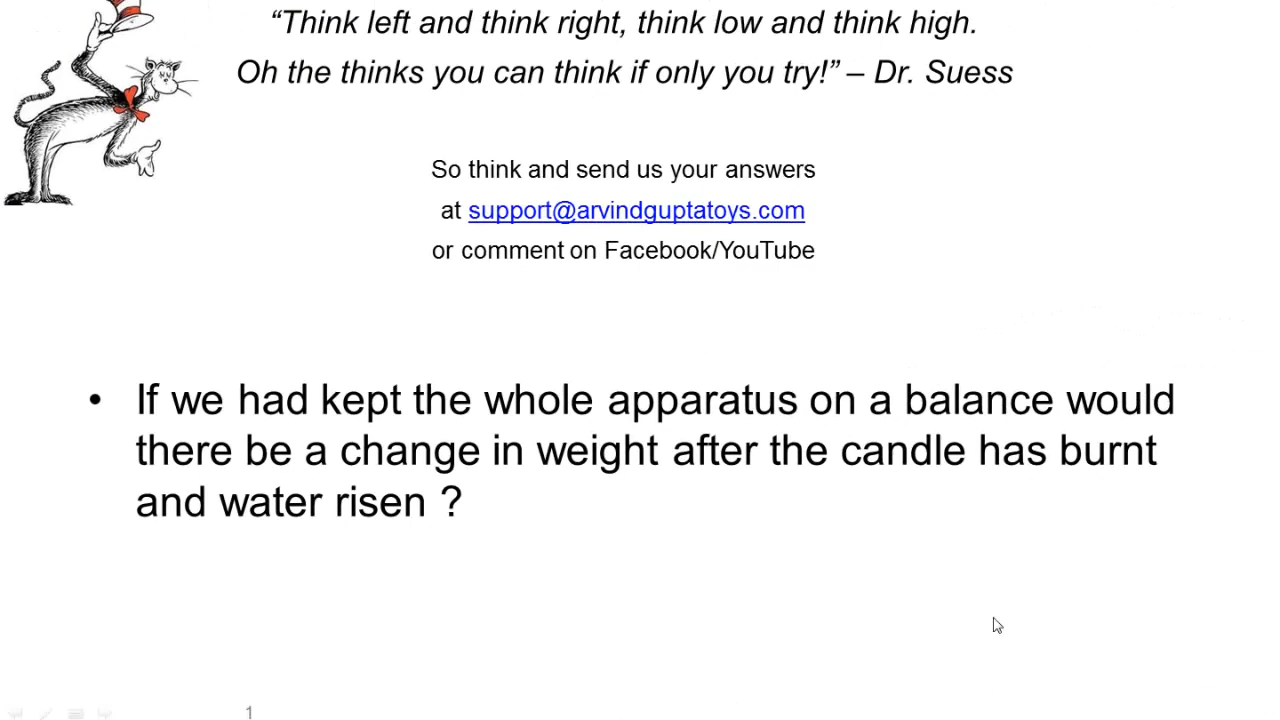 “Think left and think right, think low and think high.
Oh the thinks you can think if only you try!” – Dr. Suess
So think and send us your answers
at support@arvindguptatoys.com
or comment on Facebook/YouTube
• If we had kept the whole apparatus on a balance would
there be a change in weight after the candle has burnt
and water risen ?
1